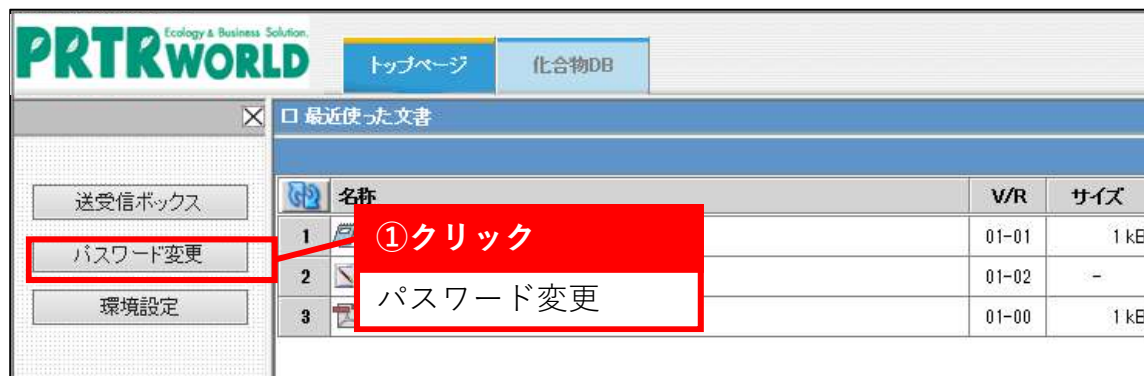 Ecology & Business Solution.
PRTRWORLD
トップページ
化合物DB
最近使った文書
送受信ボックス
パスワード変更
環境設定
名称 V/R サイズ
1 01-01 1 kB
2 01-02 -
3 01-00 1 kB
①クリック
パスワード変更